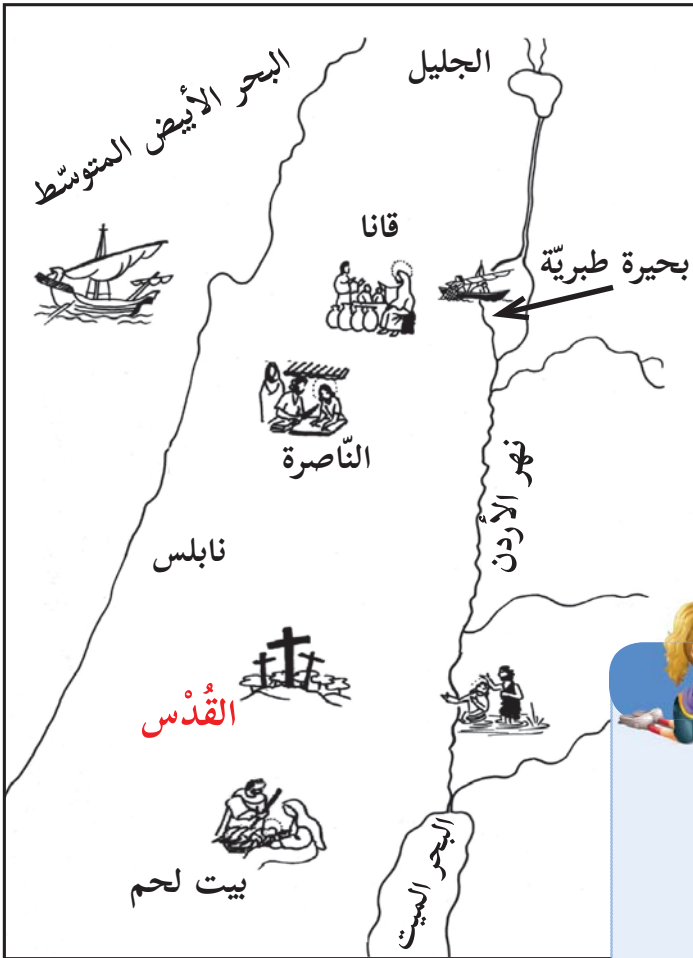 الجليل
البحر الأبيض المتوسّط
قانا
بحيرة طبريّة
النّاصرة
نهر الأردن
نابلس
القُدْس
بيت لحم
البحر الميت